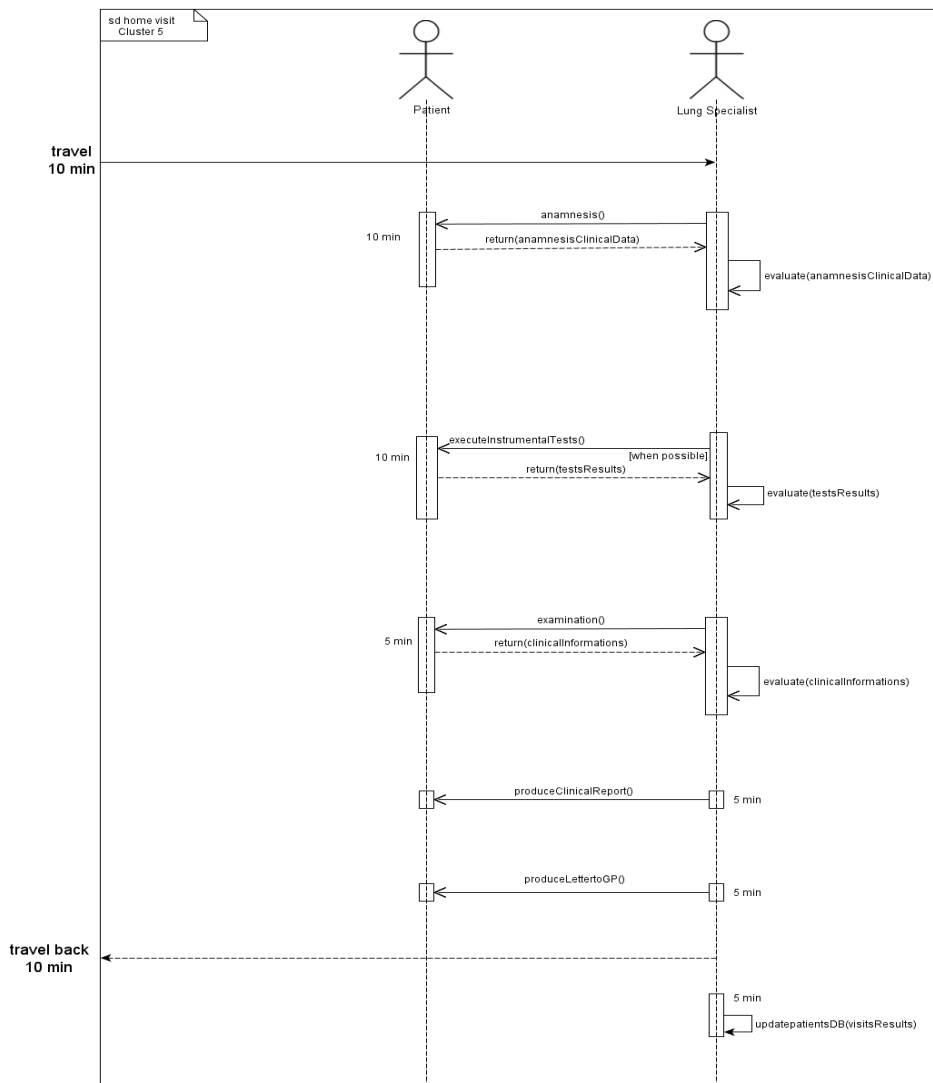 sd home visit
Cluster 5
Patient
Lung Specialist
travel
10 min
anamnesis()
10 min
return(anamnesisClinicalData)
evaluate(anamnesisClinicalData)
executeInstrumentalTests()
[when possible]
10 min
return(testsResults)
evaluate(testsResults)
examination()
5 min
return(clinicalInformations)
evaluate(clinicalInformations)
produceClinicalReport()
5 min
produceLettertoGP()
5 min
travel back
10 min
5 min
updatepatientsDB(visitsResults)